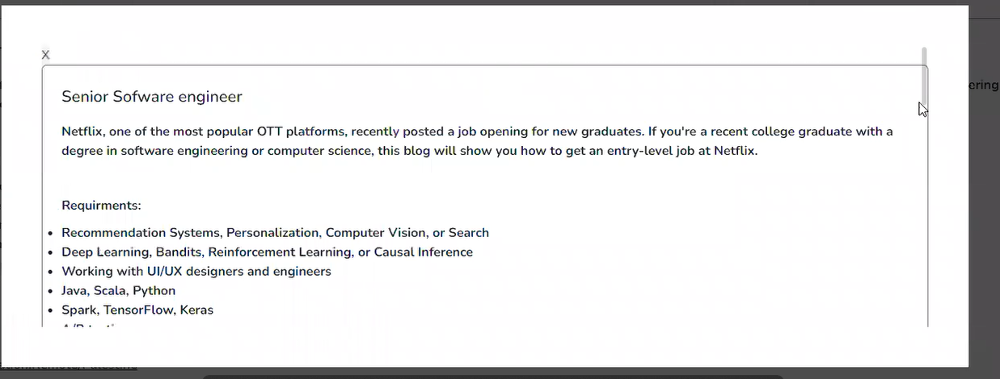 X
ering
Senior Sofware engineer
Netflix, one of the most popular OTT platforms, recently posted a job opening for new graduates. If you're a recent college graduate with a
degree in software engineering or computer science, this blog will show you how to get an entry-level job at Netflix.
Requirments:
• Recommendation Systems, Personalization, Computer Vision, or Search
• Deep Learning, Bandits, Reinforcement Learning, or Causal Inference
• Working with UI/UX designers and engineers
• Java, Scala, Python
• Spark, TensorFlow, Keras